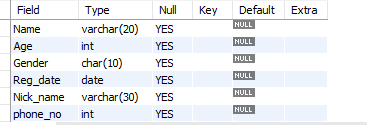 Field Type Null Key Default Extra
Name varchar(20) YES NULL
Age int YES NULL
Gender char(10) YES NULL
Reg_date date YES NULL
Nick_name varchar(30) YES NULL
phone_no int YES NULL